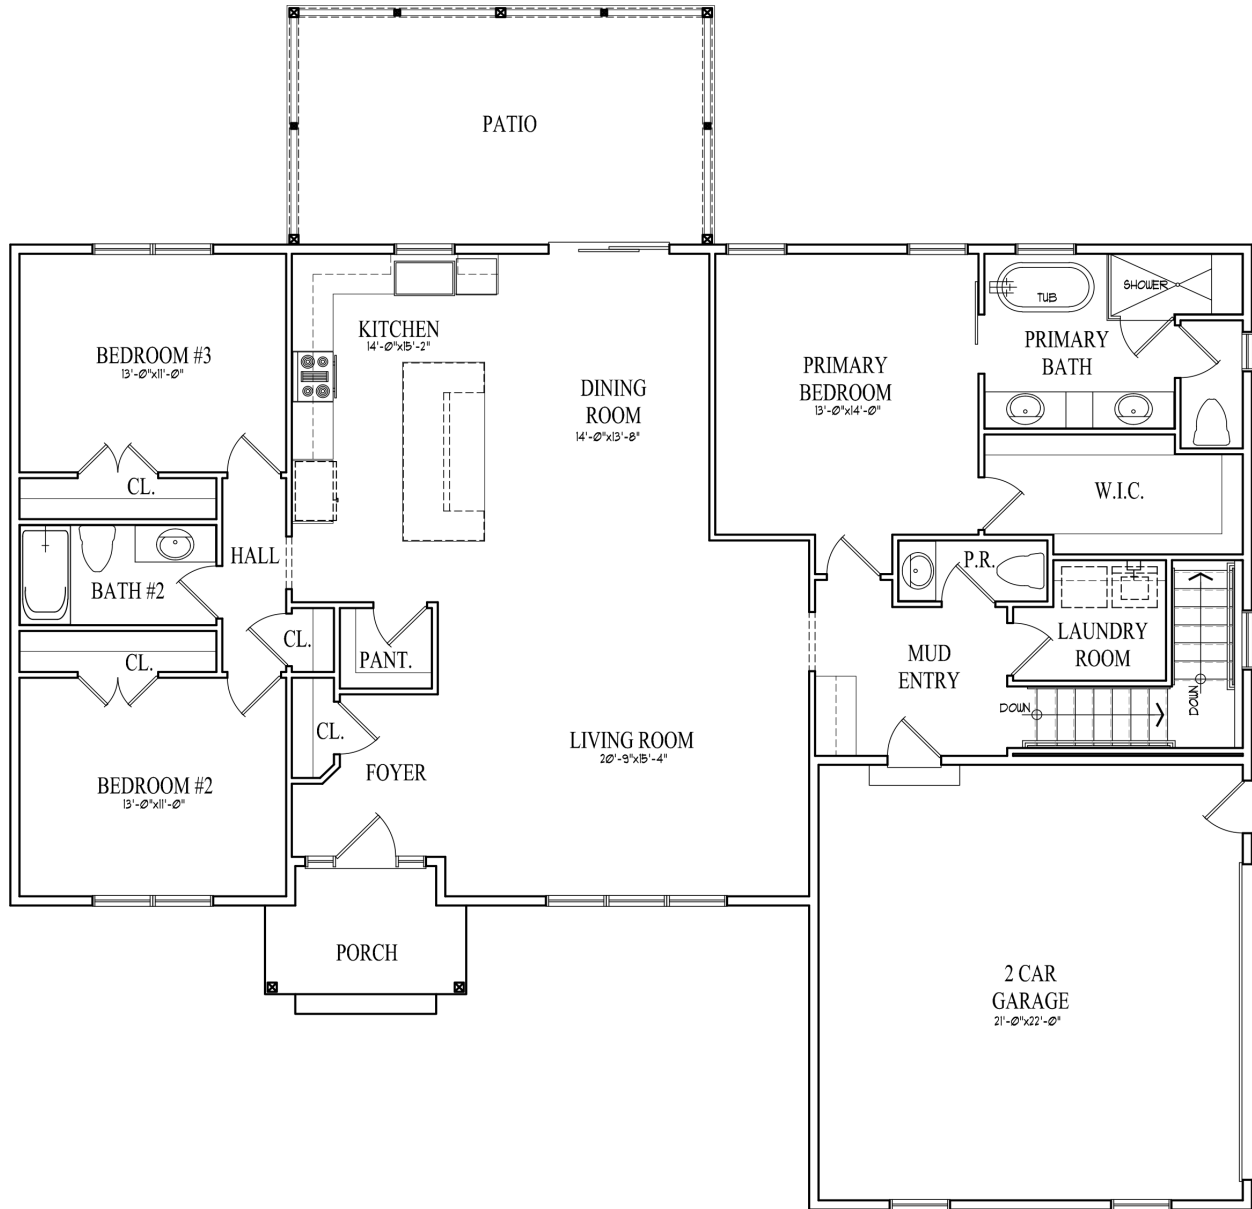 PATIO
KITCHEN
14'-0"x15'-2"
BEDROOM #3
13'-0"x11'-0"
DINING
ROOM
14'-0"x13'-8"
PRIMARY
BEDROOM
13'-0"x14'-0"
TUB
SHOWER
PRIMARY
BATH
CL.
W.I.C.
HALL
BATH #2
P.R.
CL.
CL.
PANT.
LAUNDRY
ROOM
MUD
ENTRY
DOWN
DOWN
CL.
FOYER
LIVING ROOM
20'-9"x15'-4"
BEDROOM #2
13'-0"x11'-0"
PORCH
2 CAR
GARAGE
21'-0"x22'-0"